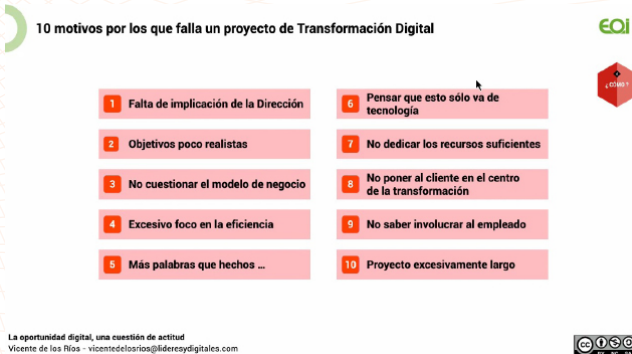 10 motivos por los que falla un proyecto de Transformación Digital
EOi
¿CÓMO?
1 Falta de implicación de la Dirección
2 Objetivos poco realistas
3 No cuestionar el modelo de negocio
4 Excesivo foco en la eficiencia
5 Más palabras que hechos ...
6 Pensar que esto sólo va de
tecnología
7 No dedicar los recursos suficientes
8 No poner al cliente en el centro
de la transformación
9 No saber involucrar al empleado
10 Proyecto excesivamente largo
La oportunidad digital, una cuestión de actitud
Vicente de los Ríos - vicentedelosrios@lideresydigitales.com
cc